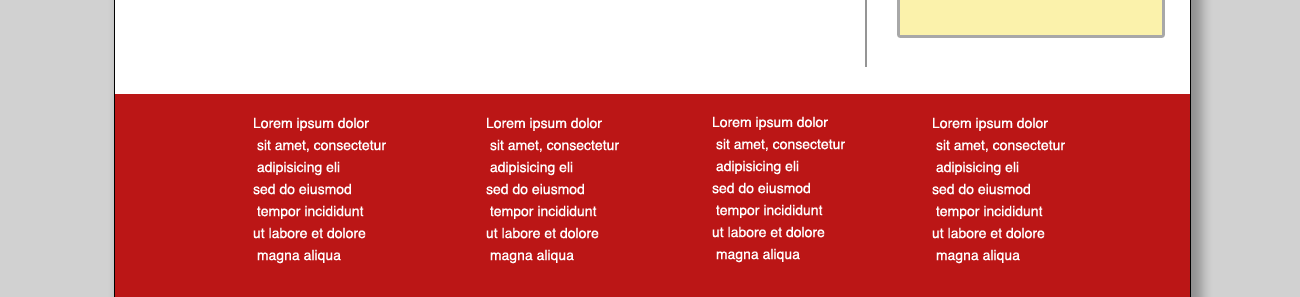 Lorem ipsum dolor
sit amet, consectetur
adipisicing eli
sed do eiusmod
tempor incididunt
ut labore et dolore
magna aliqua
Lorem ipsum dolor
sit amet, consectetur
adipisicing eli
sed do eiusmod
tempor incididunt
ut labore et dolore
magna aliqua
Lorem ipsum dolor
sit amet, consectetur
adipisicing eli
sed do eiusmod
tempor incididunt
ut labore et dolore
magna aliqua
Lorem ipsum dolor
sit amet, consectetur
adipisicing eli
sed do eiusmod
tempor incididunt
ut labore et dolore
magna aliqua